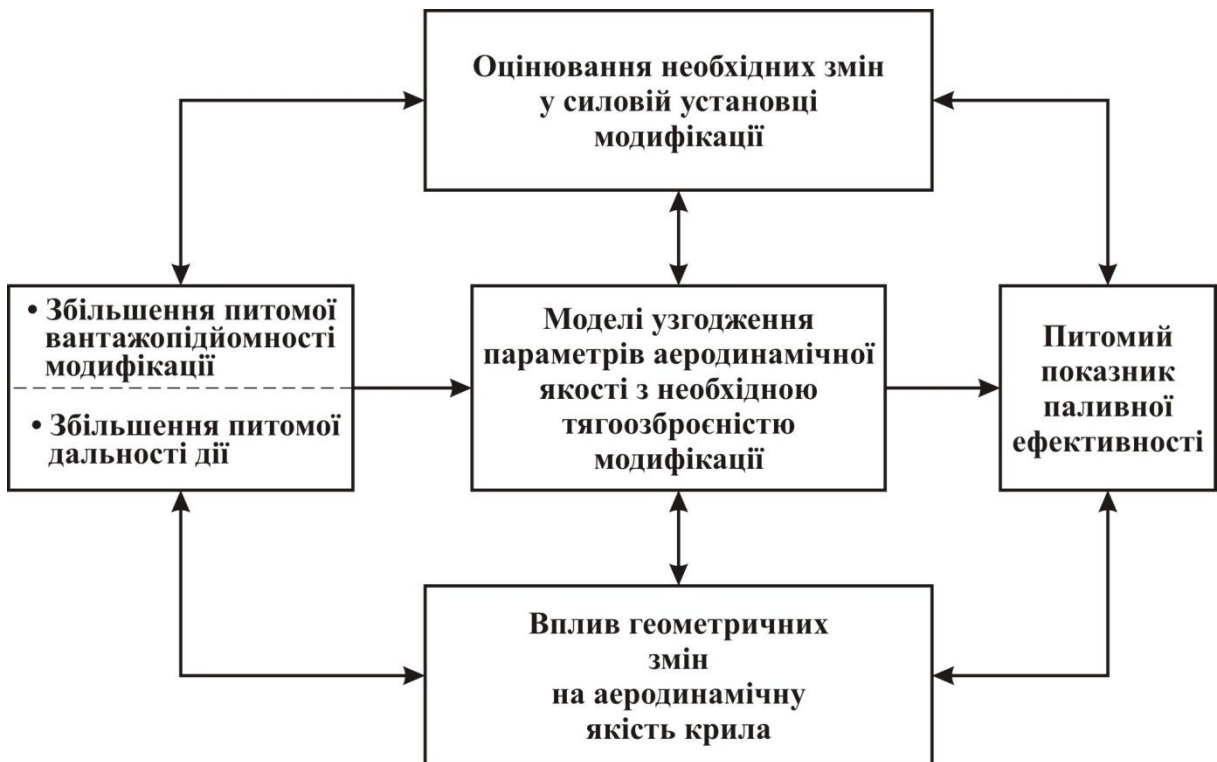 Оцінювання необхідних змін
у силовій установці
модифікації
• Збільшення питомої
вантажопідйомності
модифікації
• Збільшення питомої
дальності дії
Моделі узгодження
параметрів аеродинамічної
якості з необхідною
тягоозброєністю
модифікації
Питомий
показник
паливної
ефективності
Вплив геометричних
змін
на аеродинамічну
якість крила